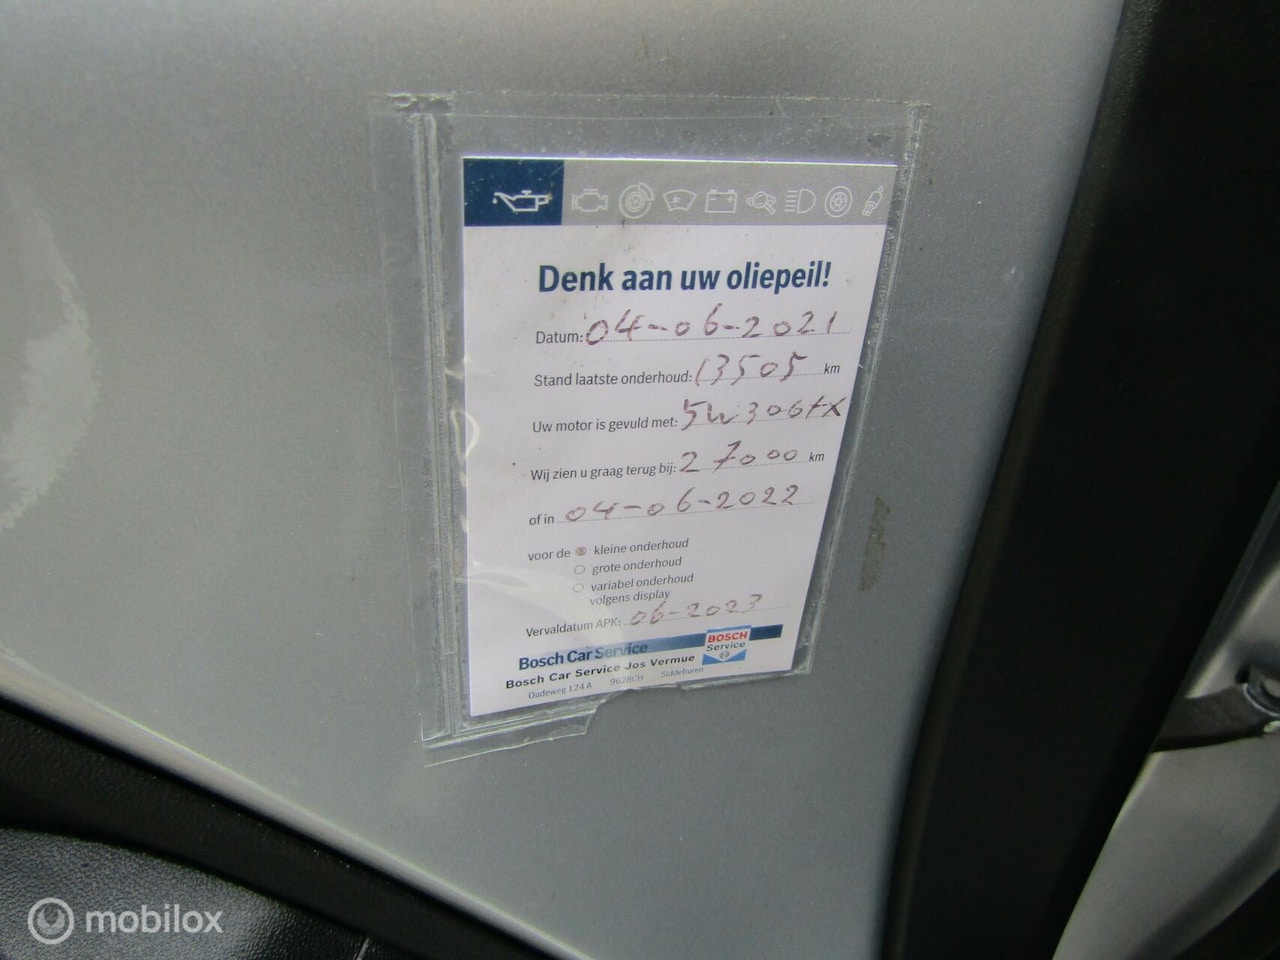 Denk aan uw oliepeil!
Datum: 04-06-2021
Stand laatste onderhoud: 13505 km
Uw motor is gevuld met: 5W30Gtx
Wij zien u graag terug bij: 27000 km
of in 04-06-2022
voor de kleine onderhoud
grote onderhoud
variabel onderhoud
volgens display
Vervaldatum APK: 06-2023
Bosch Car Service
BOSCH
Service
Bosch Car Service Jos Vermue
Oudeweg 124 A 9628CH Siddeburen
mobilox